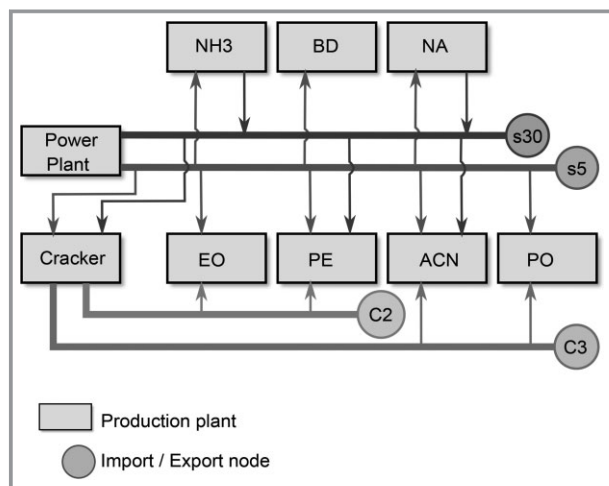 NH3
BD
NA
Power
Plant
s30
s5
Cracker
EO
PE
ACN
PO
C2
C3
Production plant
Import / Export node